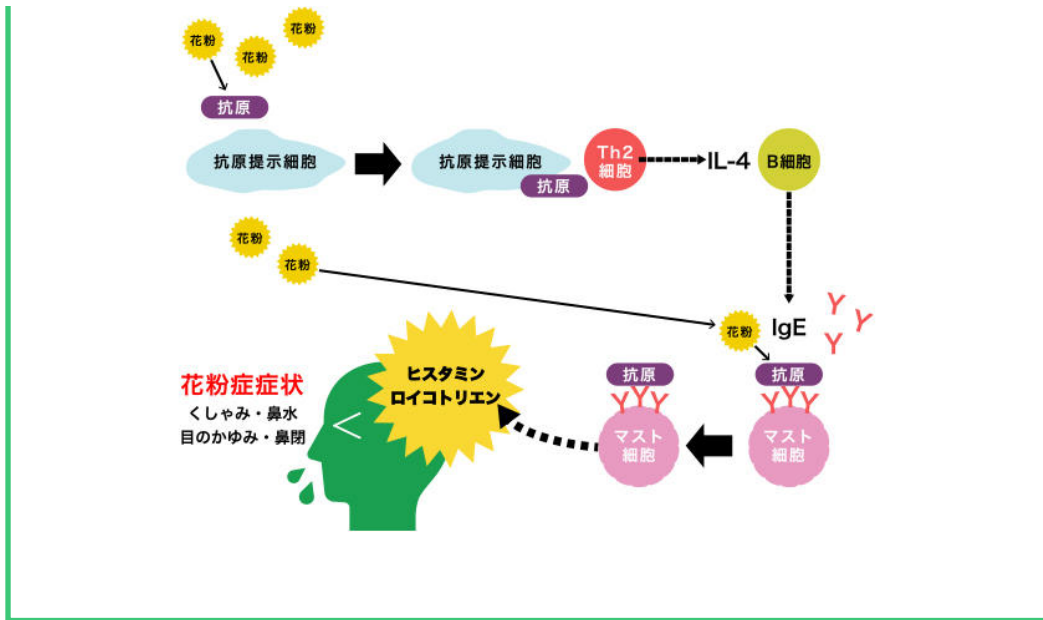 花粉
花粉
花粉
抗原
抗原提示細胞
抗原提示細胞
抗原
Th2
細胞
IL-4
B細胞
花粉
花粉
花粉
IgE
抗原
抗原
マスト
細胞
マスト
細胞
ヒスタミン
ロイコトリエン
花粉症症状
くしゃみ・鼻水
目のかゆみ・鼻閉